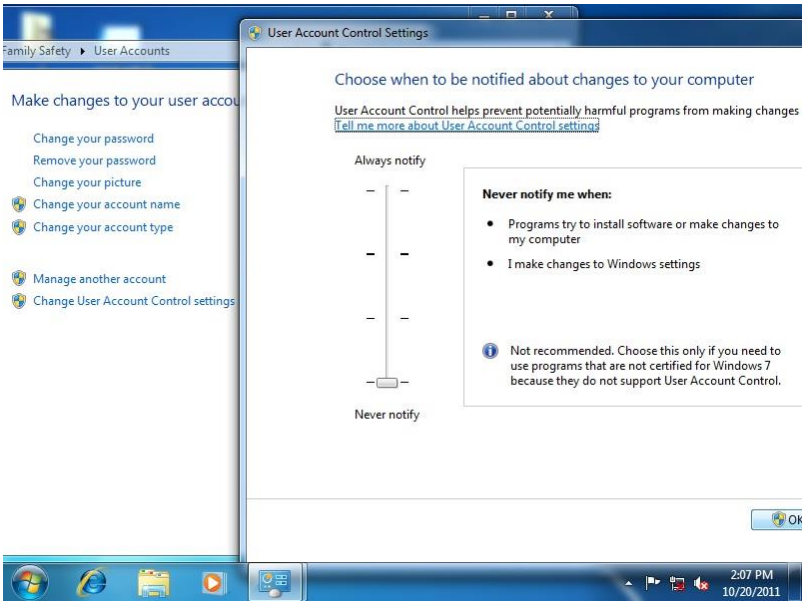 User Account Control Settings
Family Safety ▸ User Accounts
Make changes to your user accou
Change your password
Remove your password
Change your picture
Change your account name
Change your account type
Manage another account
Change User Account Control settings
Choose when to be notified about changes to your computer
User Account Control helps prevent potentially harmful programs from making changes
Tell me more about User Account Control settings
Always notify
Never notify me when:
• Programs try to install software or make changes to
my computer
• I make changes to Windows settings
Not recommended. Choose this only if you need to
use programs that are not certified for Windows 7
because they do not support User Account Control.
Never notify
OK
2:07 PM
10/20/2011